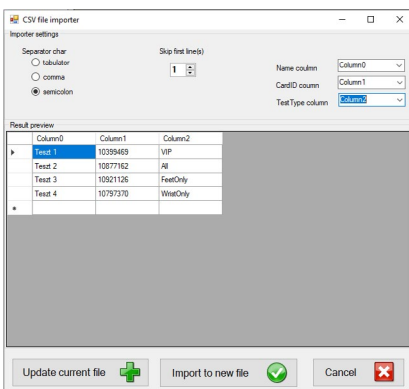 CSV file importer
Importer settings
Separator char
tabulator
comma
semicolon
Skip first line(s)
1
Name coulmn Column0
CardID coumn Column1
TestType column Column2
Result preview
Column0 Column1 Column2
Teszt 1 10399469 VIP
Teszt 2 10877162 All
Teszt 3 10921126 FeetOnly
Teszt 4 10797370 WristOnly
Update current file
Import to new file
Cancel